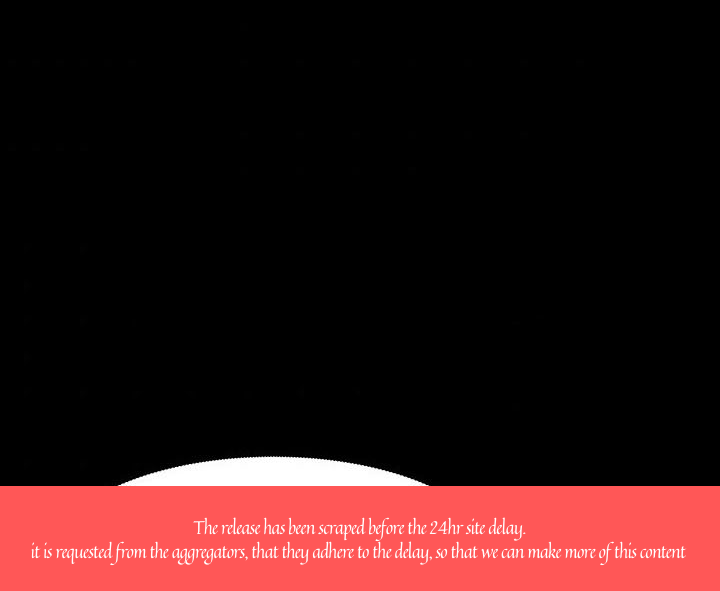 The release has been scraped before the 24hr site delay.
it is requested from the aggregators, that they adhere to the delay, so that we can make more of this content